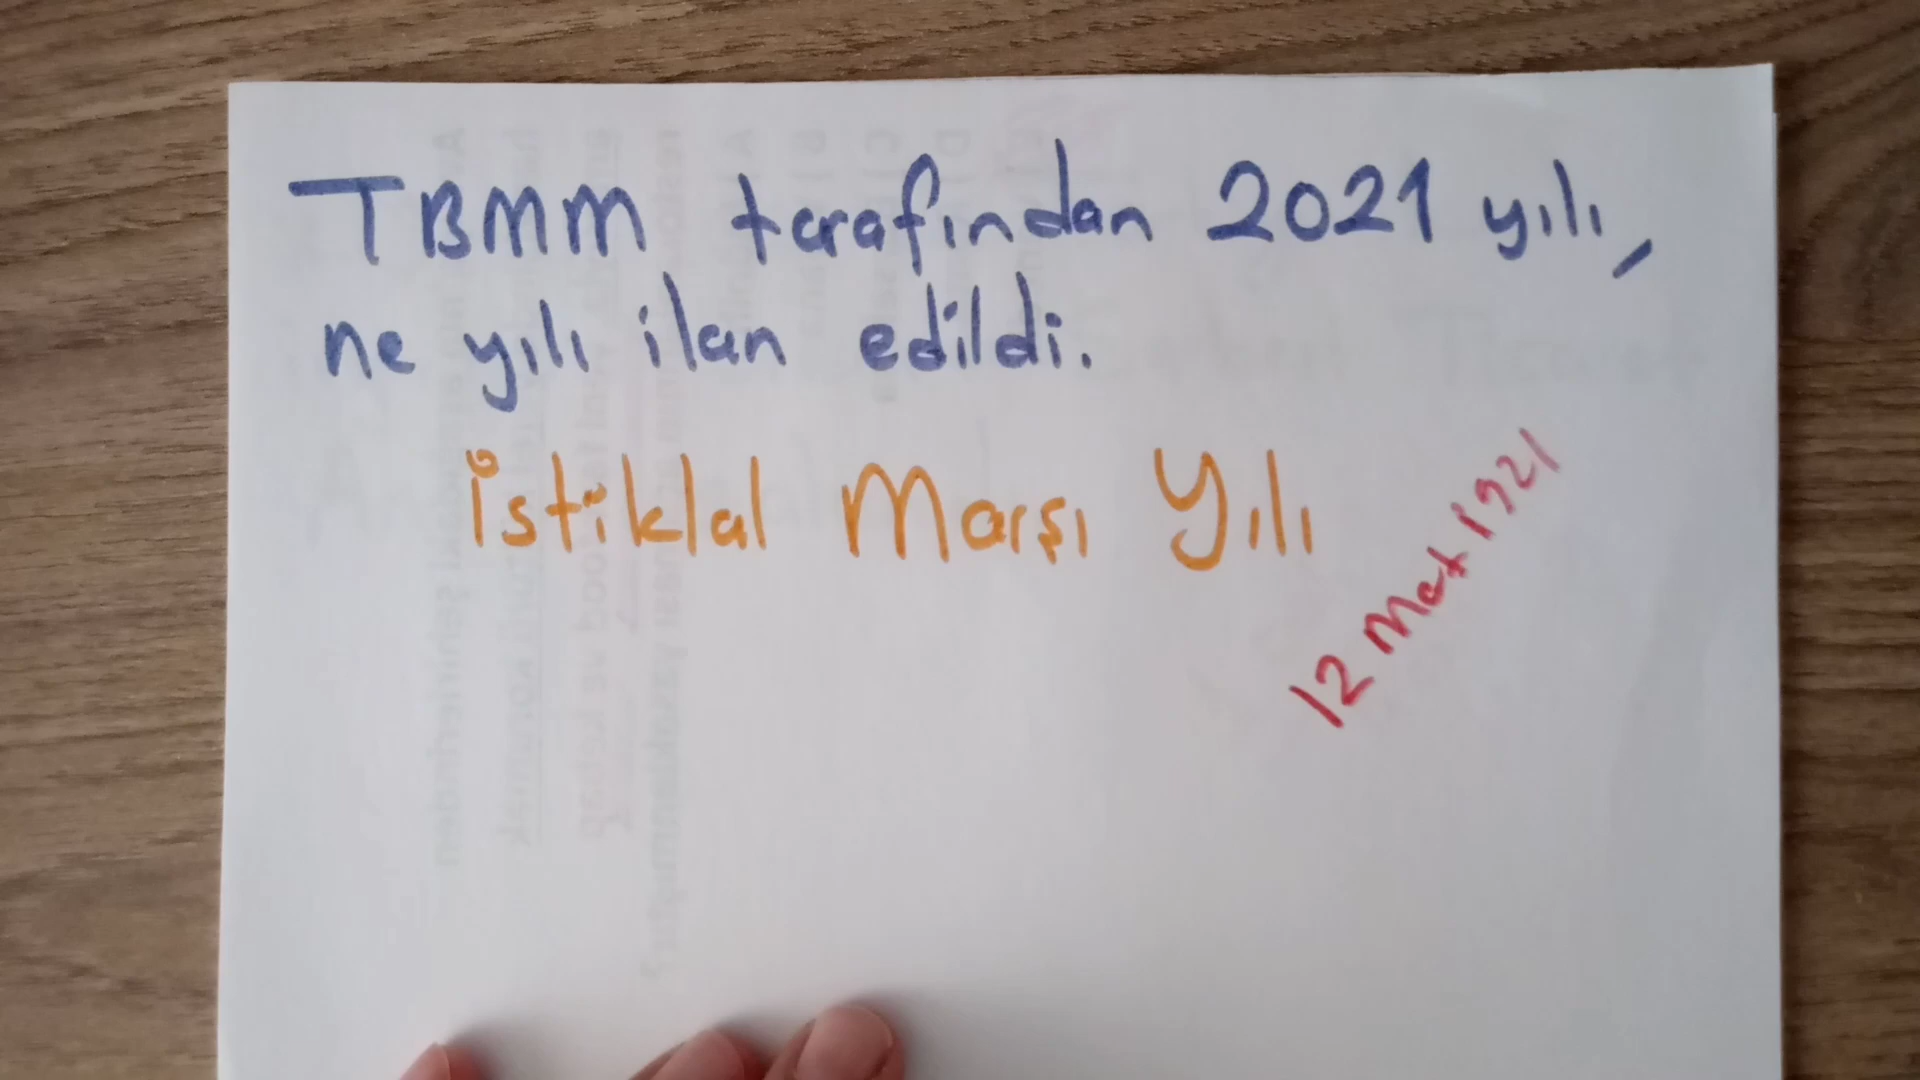 TBMM tarafından 2021 yılı,
ne yılı ilan edildi.
İstiklal Marşı Yılı
12 Mart 1921